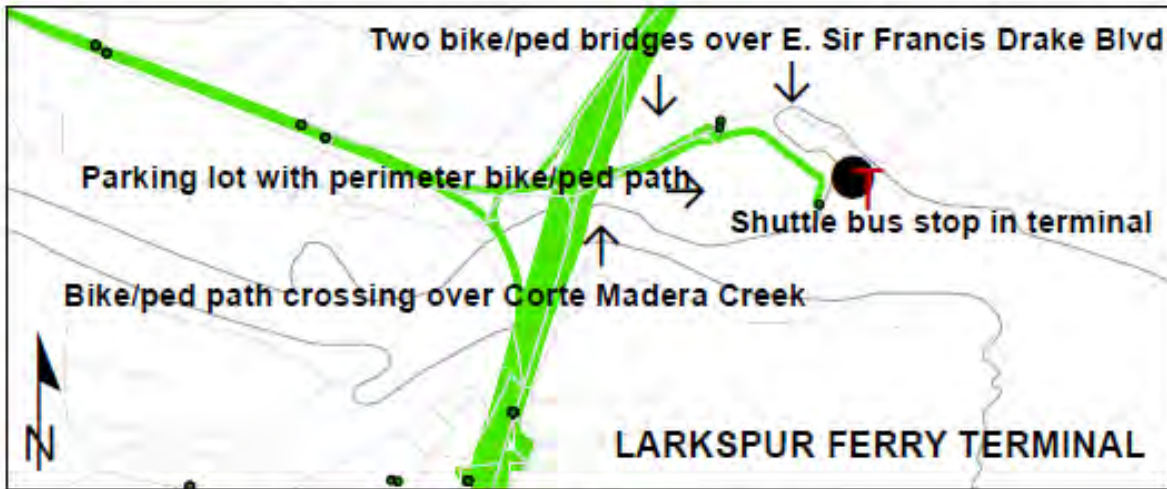 Two bike/ped bridges over E. Sir Francis Drake Blvd
Parking lot with perimeter bike/ped path
Shuttle bus stop in terminal
Bike/ped path crossing over Corte Madera Creek
N
LARKSPUR FERRY TERMINAL